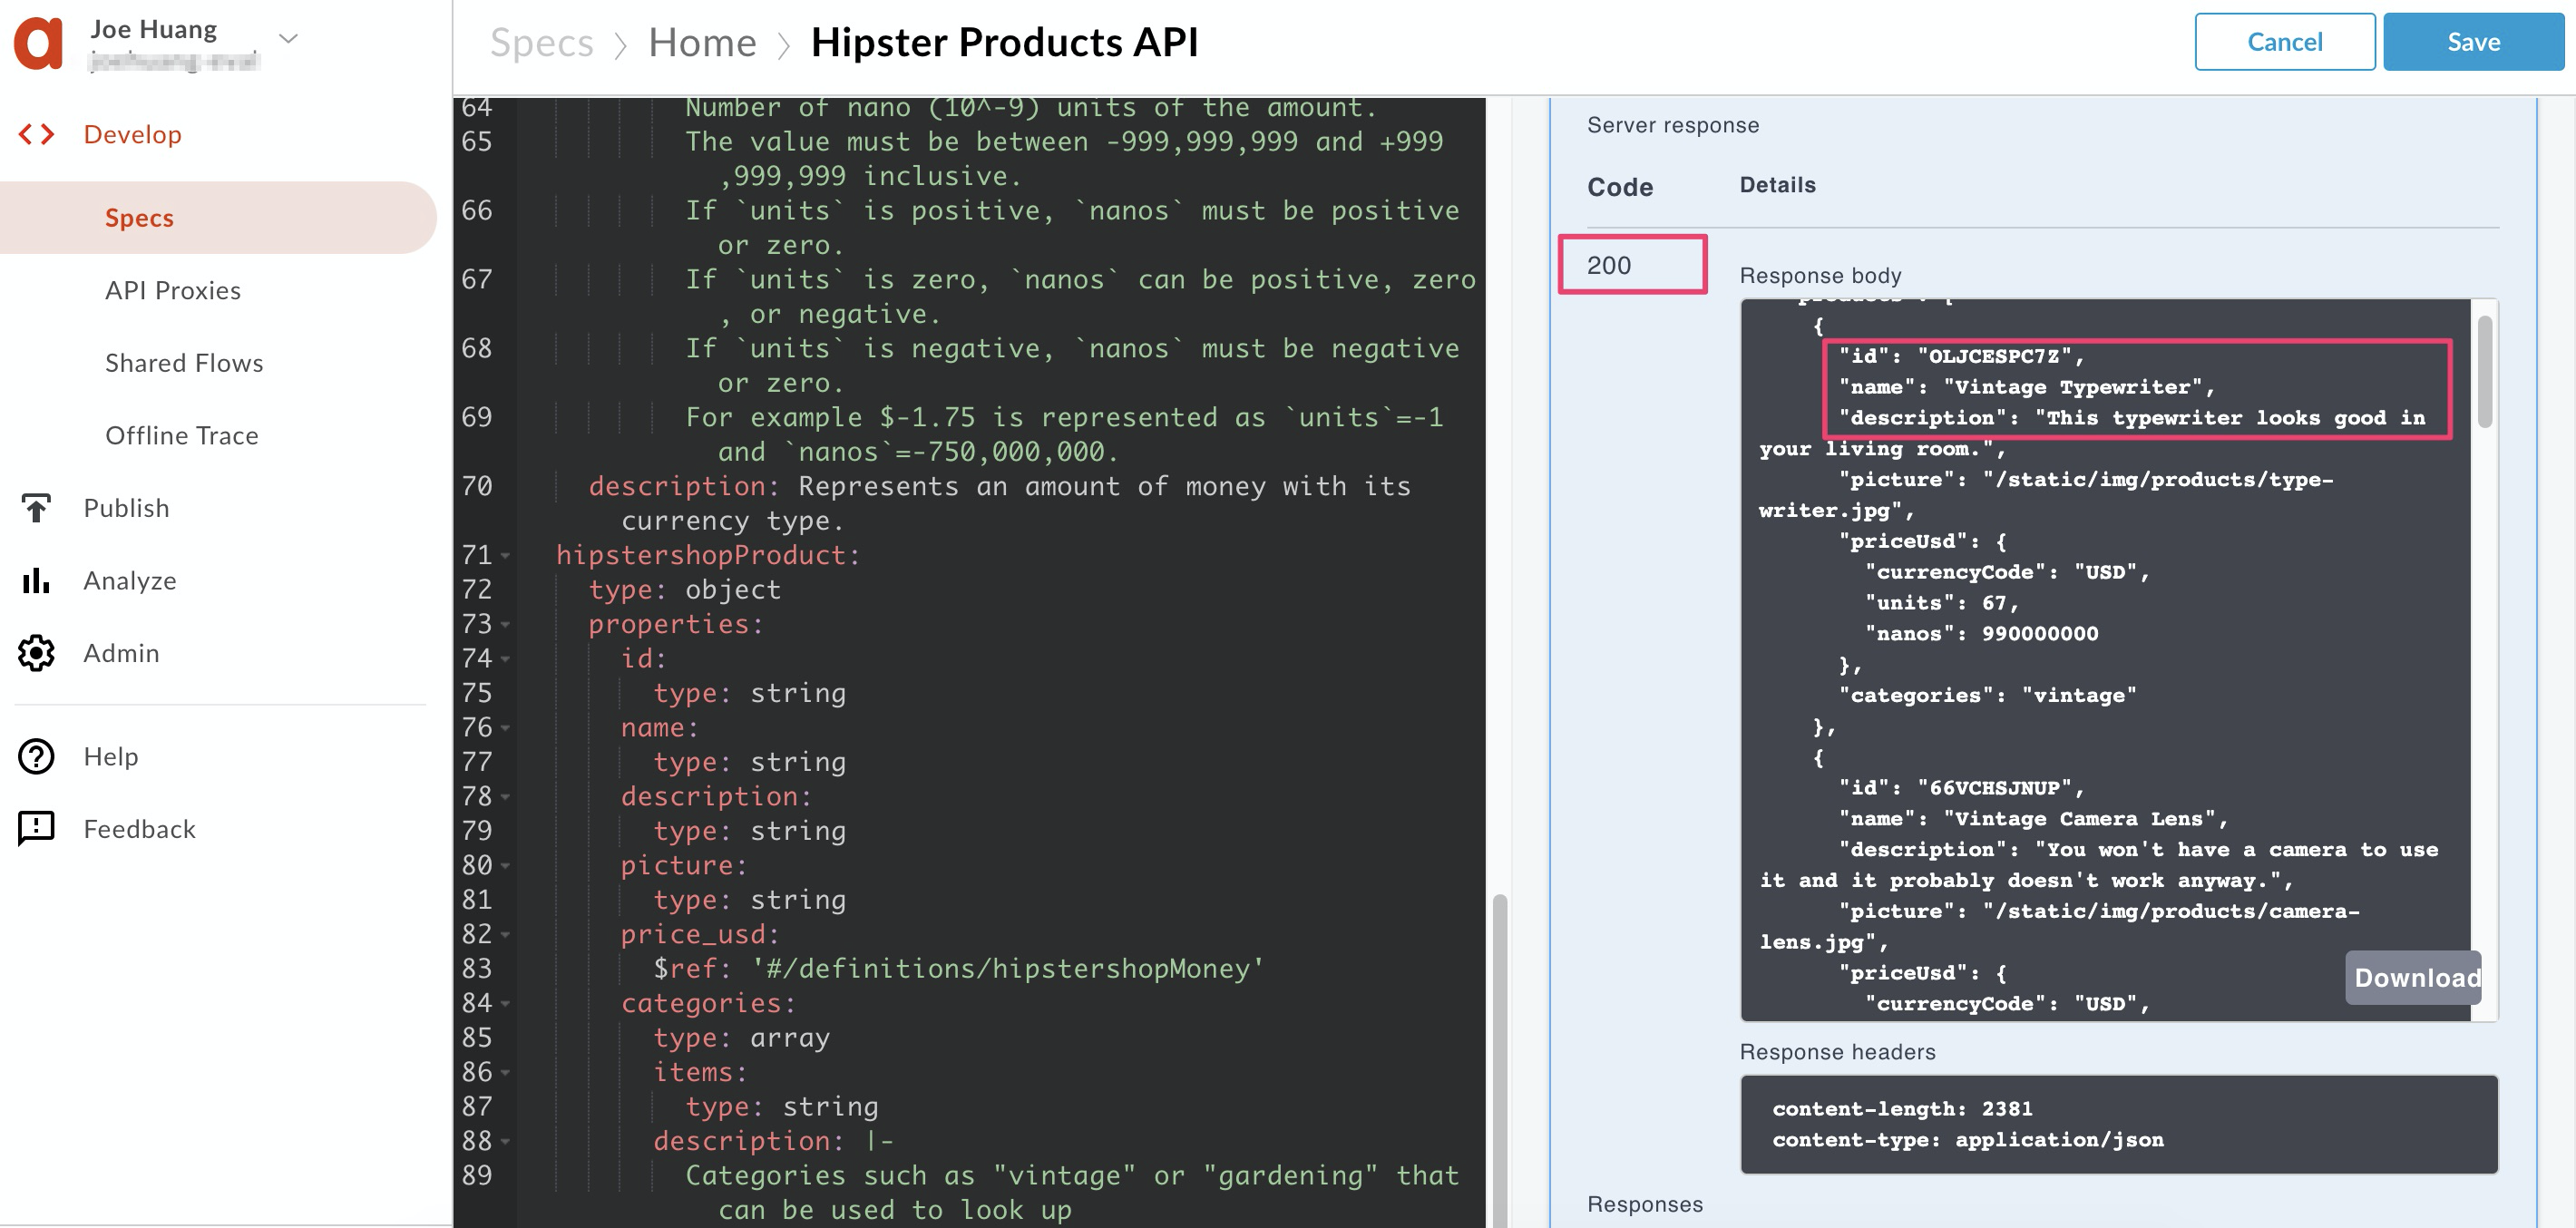 Joe Huang
Develop
Specs
API Proxies
Shared Flows
Offline Trace
Publish
Analyze
Admin
Help
Feedback
Specs > Home > Hipster Products API
Cancel
Save
64 Number of nano (10^-9) units of the amount.
65 The value must be between -999,999,999 and +999
,999,999 inclusive.
66 If `units` is positive, `nanos` must be positive
or zero.
67 If `units` is zero, `nanos` can be positive, zero
, or negative.
68 If `units` is negative, `nanos` must be negative
or zero.
69 For example $-1.75 is represented as `units`=-1
and `nanos`=-750,000,000.
70 description: Represents an amount of money with its
currency type.
71 hipstershopProduct:
72 type: object
73 properties:
74 id:
75 type: string
76 name:
77 type: string
78 description:
79 type: string
80 picture:
81 type: string
82 price_usd:
83 $ref: '#/definitions/hipstershopMoney'
84 categories:
85 type: array
86 items:
87 type: string
88 description: |-
89 Categories such as "vintage" or "gardening" that
can be used to look up
Server response
Code Details
200
Response body
products": [
{
"id": "OLJCESPC7Z",
"name": "Vintage Typewriter",
"description": "This typewriter looks good in
your living room.",
"picture": "/static/img/products/type-
writer.jpg",
"priceUsd": {
"currencyCode": "USD",
"units": 67,
"nanos": 990000000
},
"categories": "vintage"
},
{
"id": "66VCHSJNUP",
"name": "Vintage Camera Lens",
"description": "You won't have a camera to use
it and it probably doesn't work anyway.",
"picture": "/static/img/products/camera-
lens.jpg",
"priceUsd": {
"currencyCode": "USD",
Download
Response headers
content-length: 2381
content-type: application/json
Responses